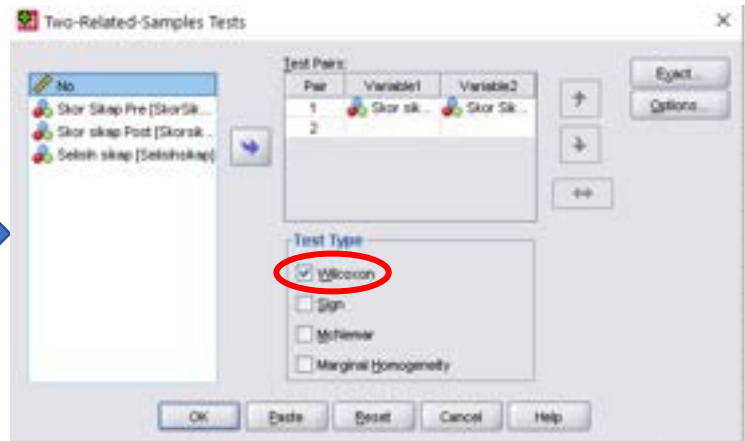 Two-Related-Samples Tests
No
Skor Sikap Pre [SkorSik...
Skor sikap Post [Skorsik...
Selisih sikap [Selisihsikap]
Test Pairs:
Pair Variable1 Variable2
1 Skor sik... Skor Sik...
2
Exact...
Options...
Test Type
Wilcoxon
Sign
McNemar
Marginal Homogeneity
OK Paste Reset Cancel Help